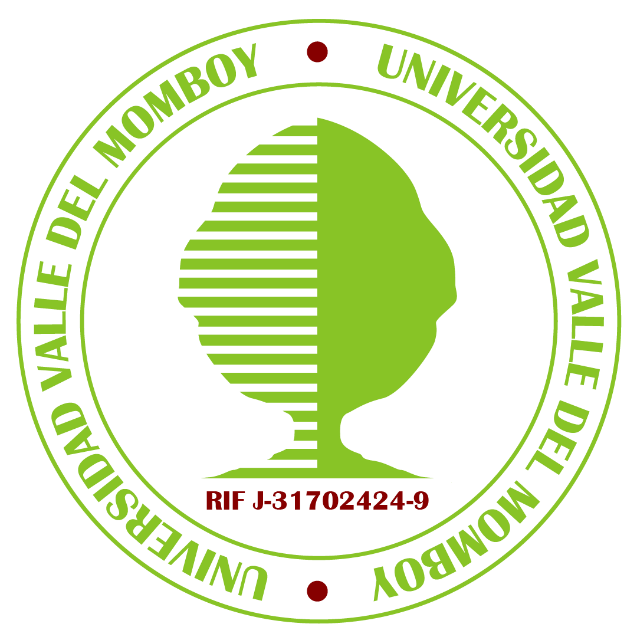 UNIVERSIDAD VALLE DEL MOMBOY
UNIVERSIDAD VALLE DEL MOMBOY
RIF J-31702424-9